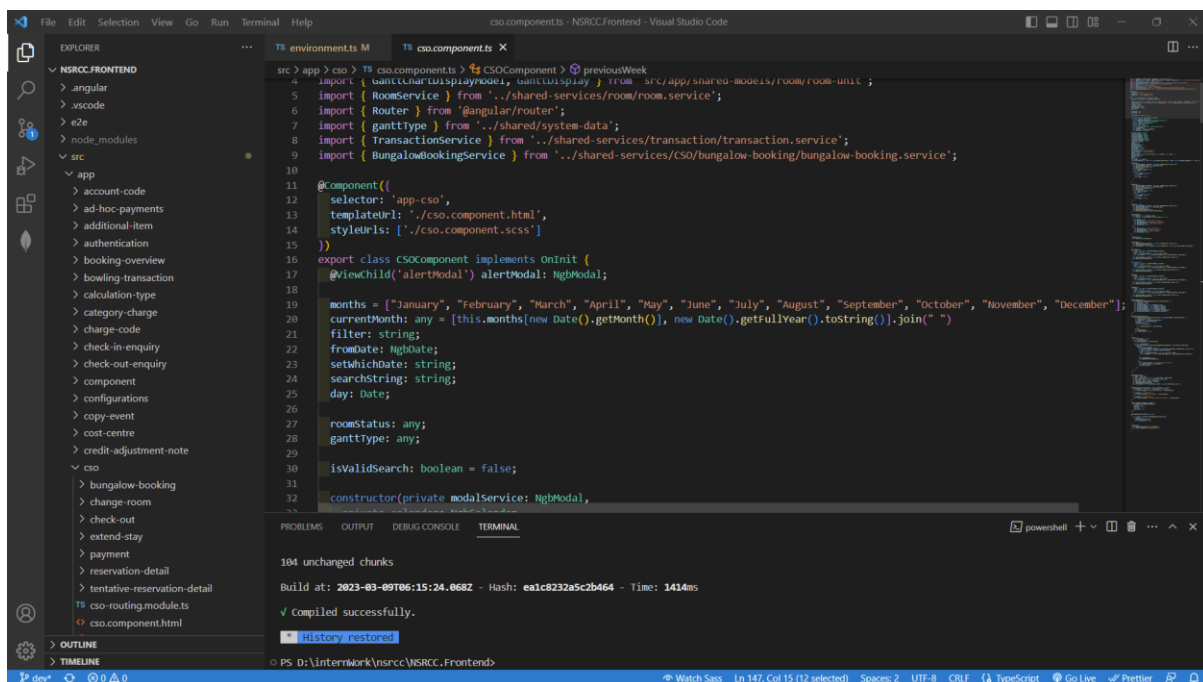 File Edit Selection View Go Run Terminal Help
cso.component.ts - NSRCC.Frontend - Visual Studio Code
EXPLORER
NSRCC.FRONTEND
.angular
.vscode
e2e
node_modules
src
app
account-code
ad-hoc-payments
additional-item
authentication
booking-overview
bowling-transaction
calculation-type
category-charge
charge-code
check-in-enquiry
check-out-enquiry
component
configurations
copy-event
cost-centre
credit-adjustment-note
cso
bungalow-booking
change-room
check-out
extend-stay
payment
reservation-detail
tentative-reservation-detail
TS cso-routing.module.ts
<> cso.component.html
OUTLINE
TIMELINE
TS environment.ts M TS cso.component.ts
src > app > cso > TS cso.component.ts > CSOComponent > previousWeek
4 import { GanttChartDisplayModel, GanttDisplay } from 'src/app/shared-models/room/room-unit';
5 import { RoomService } from '../shared-services/room/room.service';
6 import { Router } from '@angular/router';
7 import { ganttType } from '../shared/system-data';
8 import { TransactionService } from '../shared-services/transaction/transaction.service';
9 import { BungalowBookingService } from '../shared-services/CSO/bungalow-booking/bungalow-booking.service';
10
11 @Component({
12 selector: 'app-cso',
13 templateUrl: './cso.component.html',
14 styleUrls: ['./cso.component.scss']
15 })
16 export class CSOComponent implements OnInit {
17 @ViewChild('alertModal') alertModal: NgbModal;
18
19 months = ["January", "February", "March", "April", "May", "June", "July", "August", "September", "October", "November", "December"];
20 currentMonth: any = [this.months[new Date().getMonth()], new Date().getFullYear().toString()].join(" ")
21 filter: string;
22 fromDate: NgbDate;
23 setWhichDate: string;
24 searchString: string;
25 day: Date;
26
27 roomStatus: any;
28 ganttType: any;
29
30 isValidSearch: boolean = false;
31
32 constructor(private modalService: NgbModal,
PROBLEMS OUTPUT DEBUG CONSOLE TERMINAL
powershell
104 unchanged chunks
Build at: 2023-03-09T06:15:24.068Z - Hash: ea1c8232a5c2b464 - Time: 1414ms
√ Compiled successfully.
* History restored
PS D:\internWork\nsrcc\NSRCC.Frontend>
dev* 0 0 Watch Sass Ln 147, Col 15 (12 selected) Spaces: 2 UTF-8 CRLF TypeScript Go Live Prettier